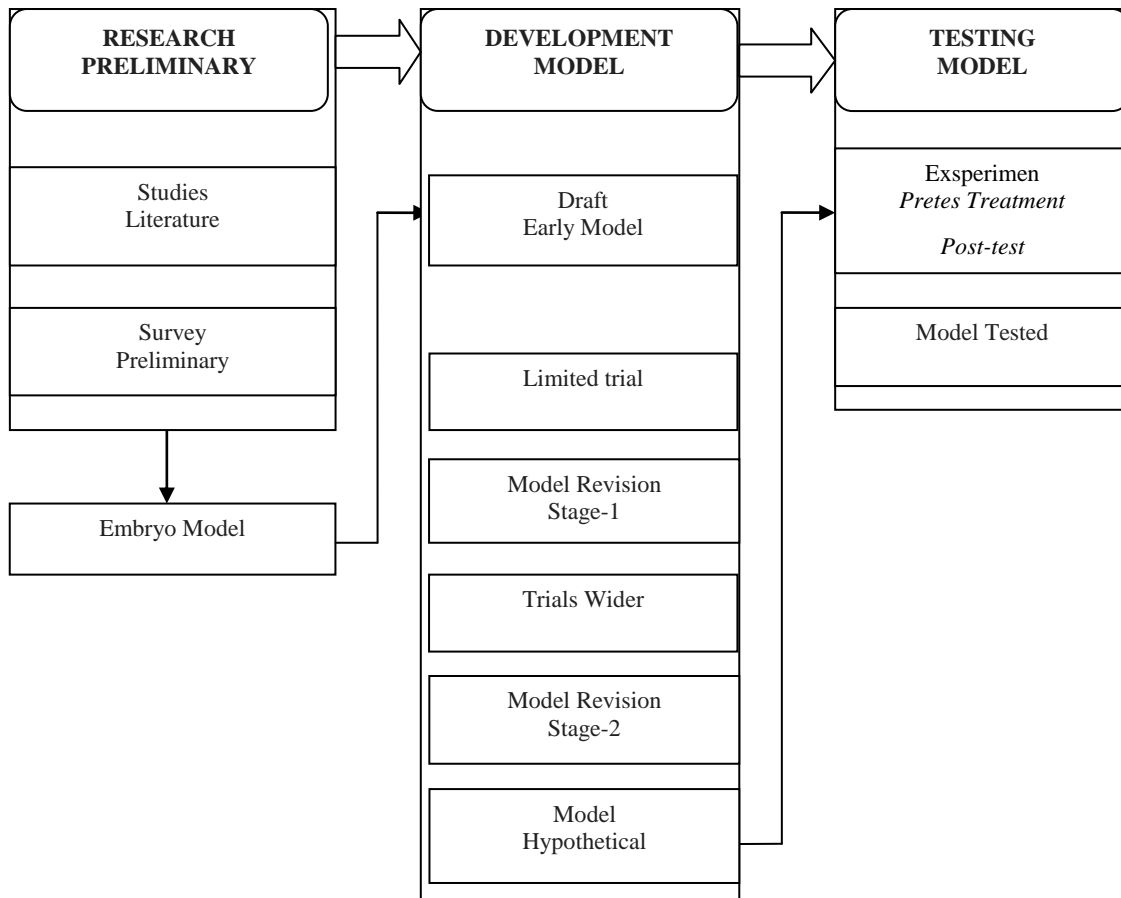 RESEARCH
PRELIMINARY
Studies
Literature
Survey
Preliminary
Embryo Model
DEVELOPMENT
MODEL
Draft
Early Model
Limited trial
Model Revision
Stage-1
Trials Wider
Model Revision
Stage-2
Model
Hypothetical
TESTING
MODEL
Exsperimen
Pretes Treatment
Post-test
Model Tested